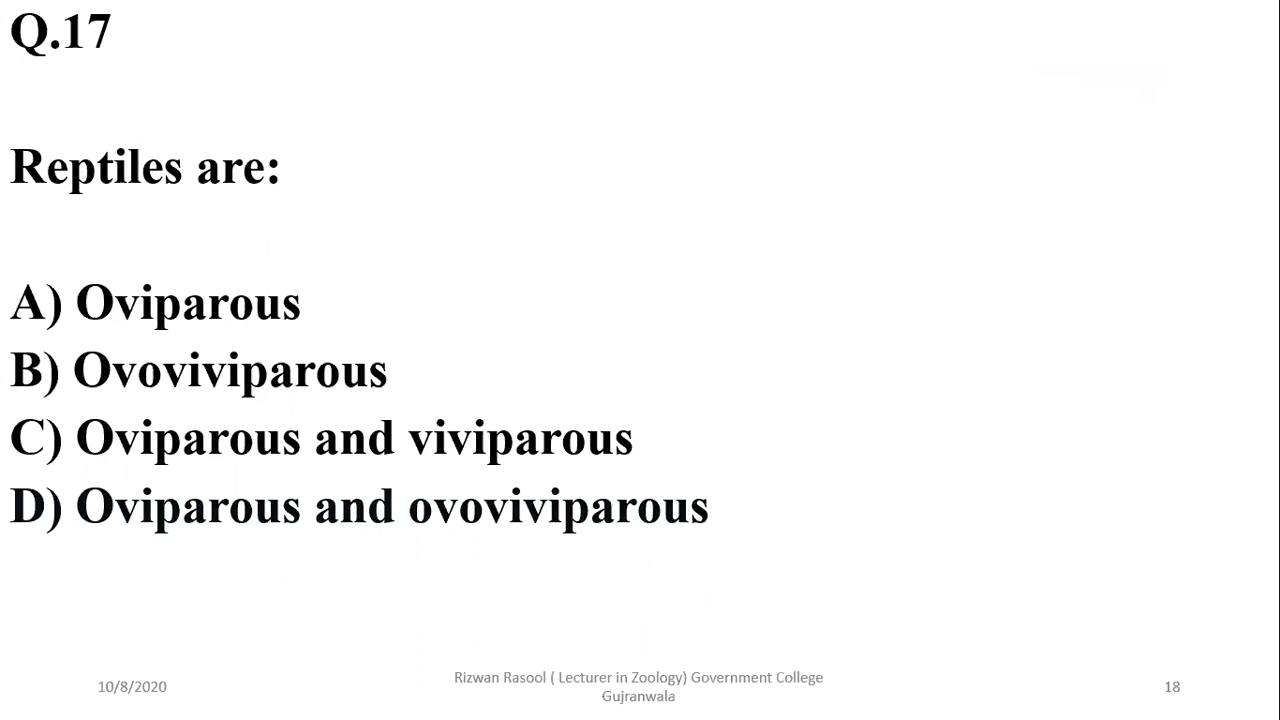 Q.17
Reptiles are:
A) Oviparous
B) Ovoviviparous
C) Oviparous and viviparous
D) Oviparous and ovoviviparous
10/8/2020
Rizwan Rasool ( Lecturer in Zoology) Government College
Gujranwala
18